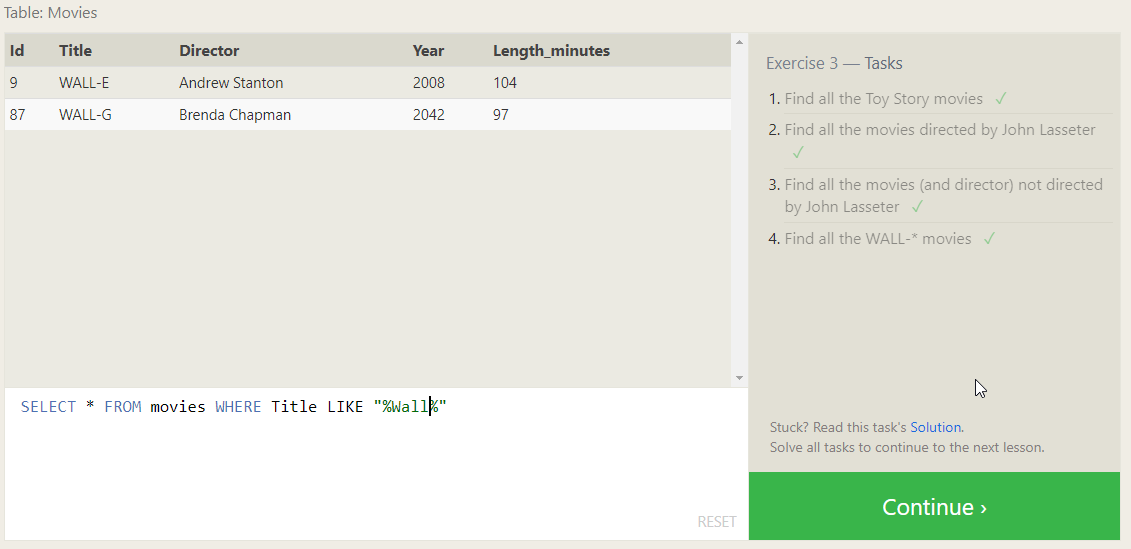 Table: Movies
Id Title Director Year Length_minutes
9 WALL-E Andrew Stanton 2008 104
87 WALL-G Brenda Chapman 2042 97
SELECT * FROM movies WHERE Title LIKE "%Wall%"
RESET
Exercise 3 — Tasks
1. Find all the Toy Story movies ✓
2. Find all the movies directed by John Lasseter
✓
3. Find all the movies (and director) not directed
by John Lasseter ✓
4. Find all the WALL-* movies ✓
Stuck? Read this task's Solution.
Solve all tasks to continue to the next lesson.
Continue ›